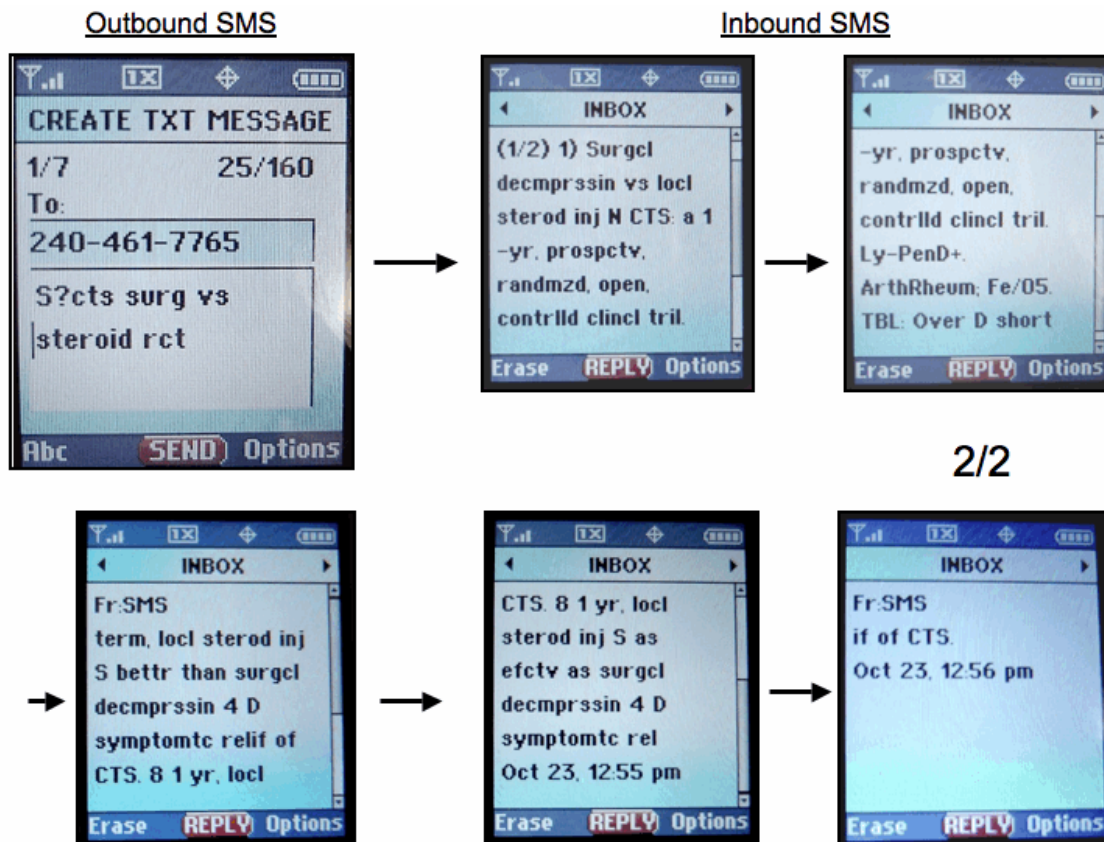 Outbound SMS
Inbound SMS
1X
CREATE TXT MESSAGE
1/7 25/160
To:
240-461-7765
S?cts surg vs
steroid rct
Abc SEND Options
1X
INBOX
(1/2) 1) Surgcl
decmprssin vs locl
sterod inj N CTS: a 1
-yr, prospctv,
randmzd, open,
contrlld clincl tril.
Erase REPLY Options
1X
INBOX
-yr, prospctv,
randmzd, open,
contrlld clincl tril.
Ly-PenD+.
ArthRheum; Fe/05.
TBL: Over D short
Erase REPLY Options
2/2
1X
INBOX
Fr:SMS
term, locl sterod inj
S bettr than surgcl
decmprssin 4 D
symptomtc relif of
CTS. 8 1 yr, locl
Erase REPLY Options
1X
INBOX
CTS. 8 1 yr, locl
sterod inj S as
efctv as surgcl
decmprssin 4 D
symptomtc rel
Oct 23, 12:55 pm
Erase REPLY Options
1X
INBOX
Fr:SMS
if of CTS.
Oct 23, 12:56 pm
Erase REPLY Options